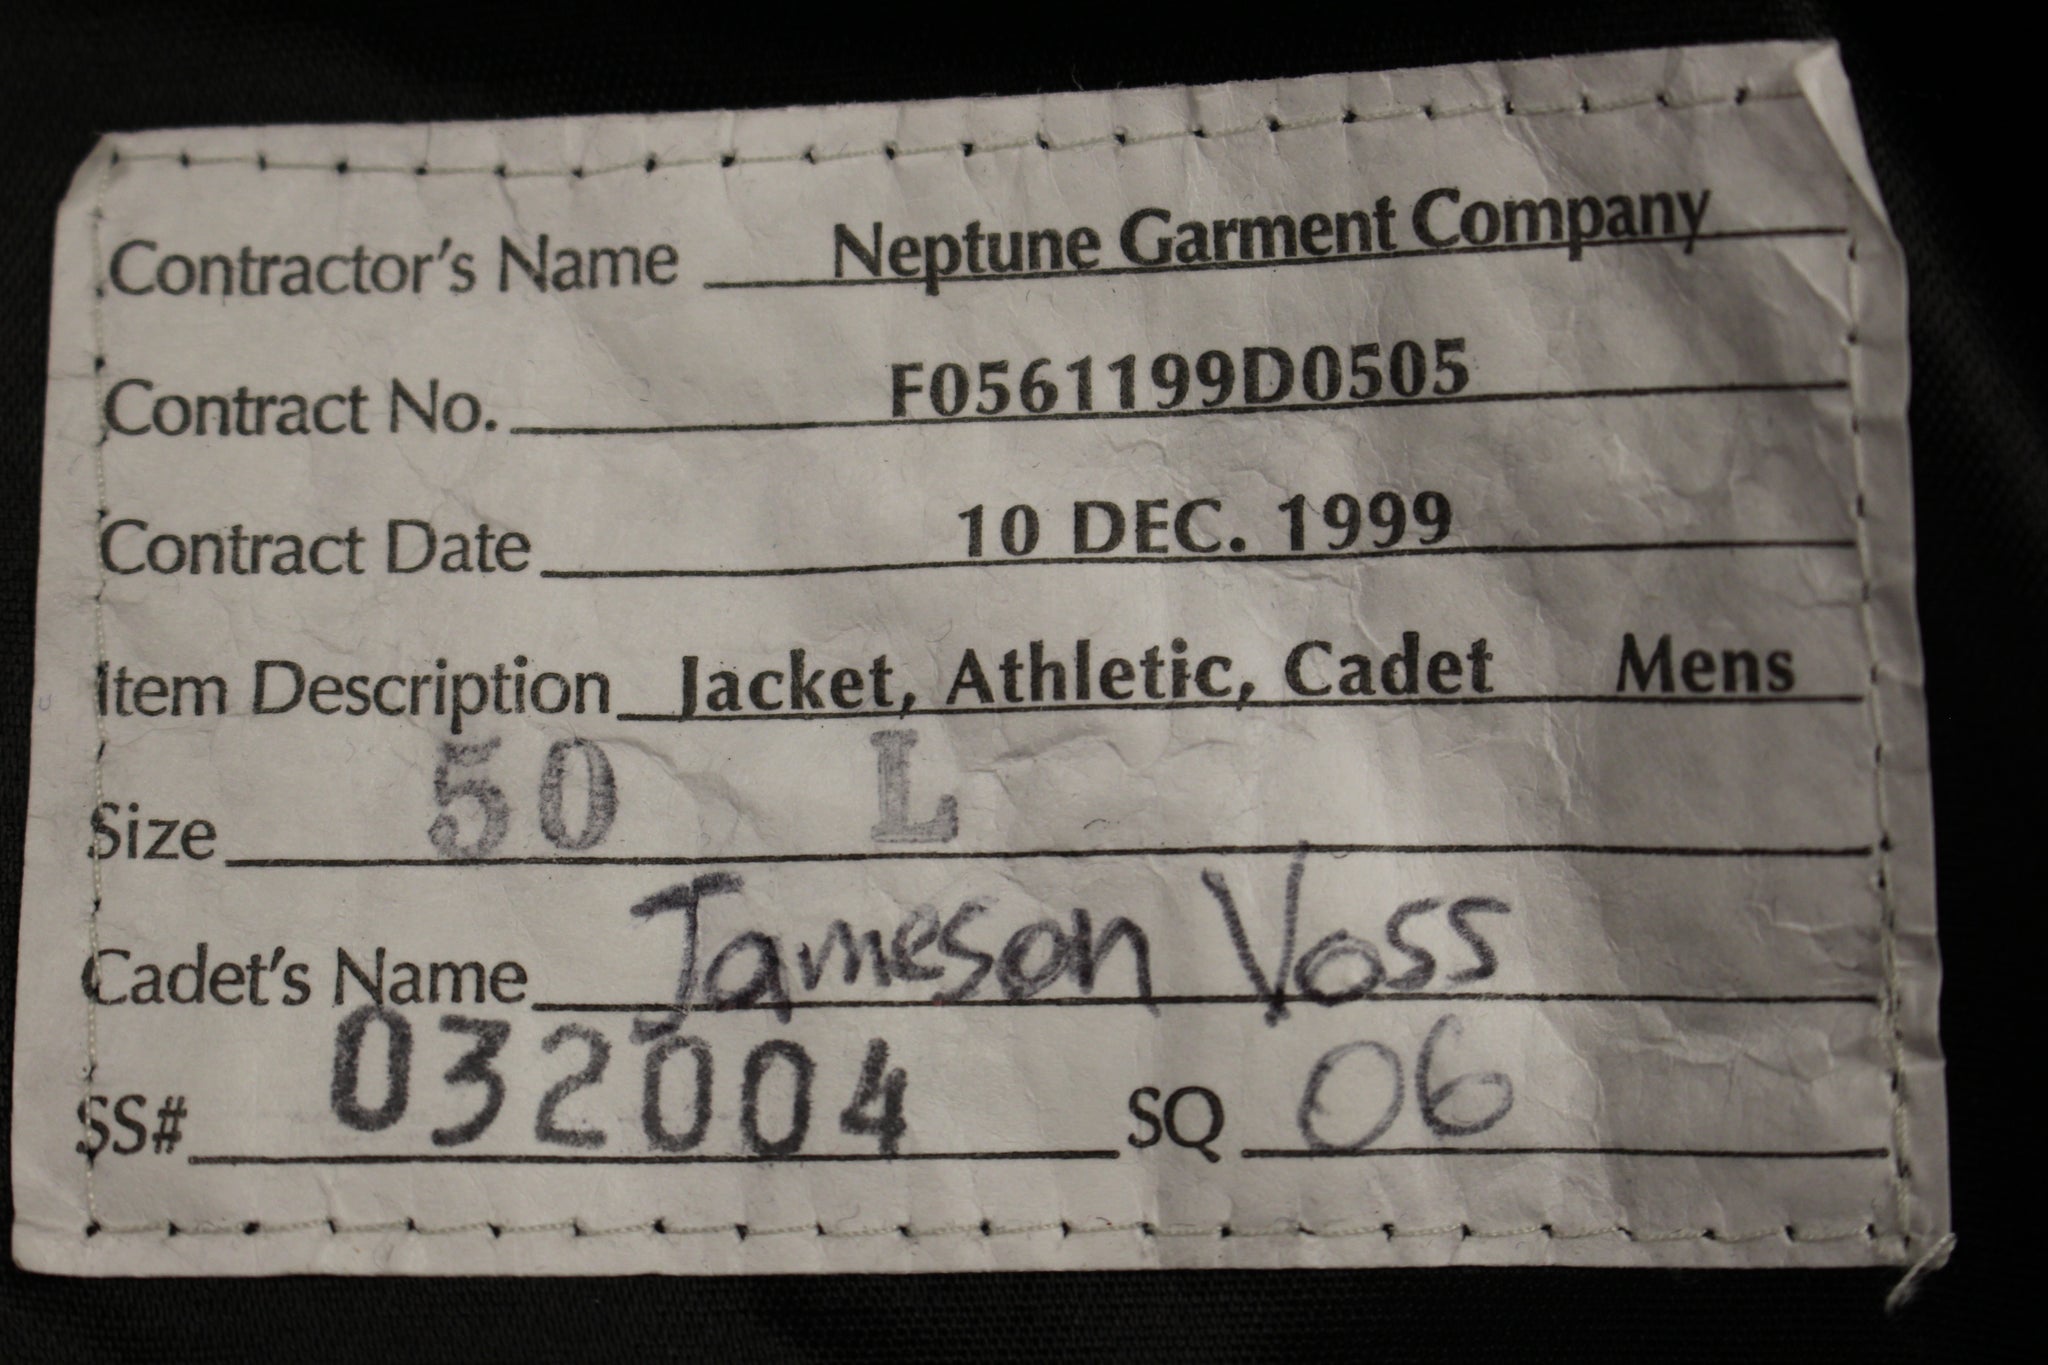 Contractor's Name Neptune Garment Company
Contract No. F0561199D0505
Contract Date 10 DEC. 1999
Item Description Jacket, Athletic, Cadet Mens
Size 50 L
Cadet's Name Jameson Voss
SS# 032004 SQ 06